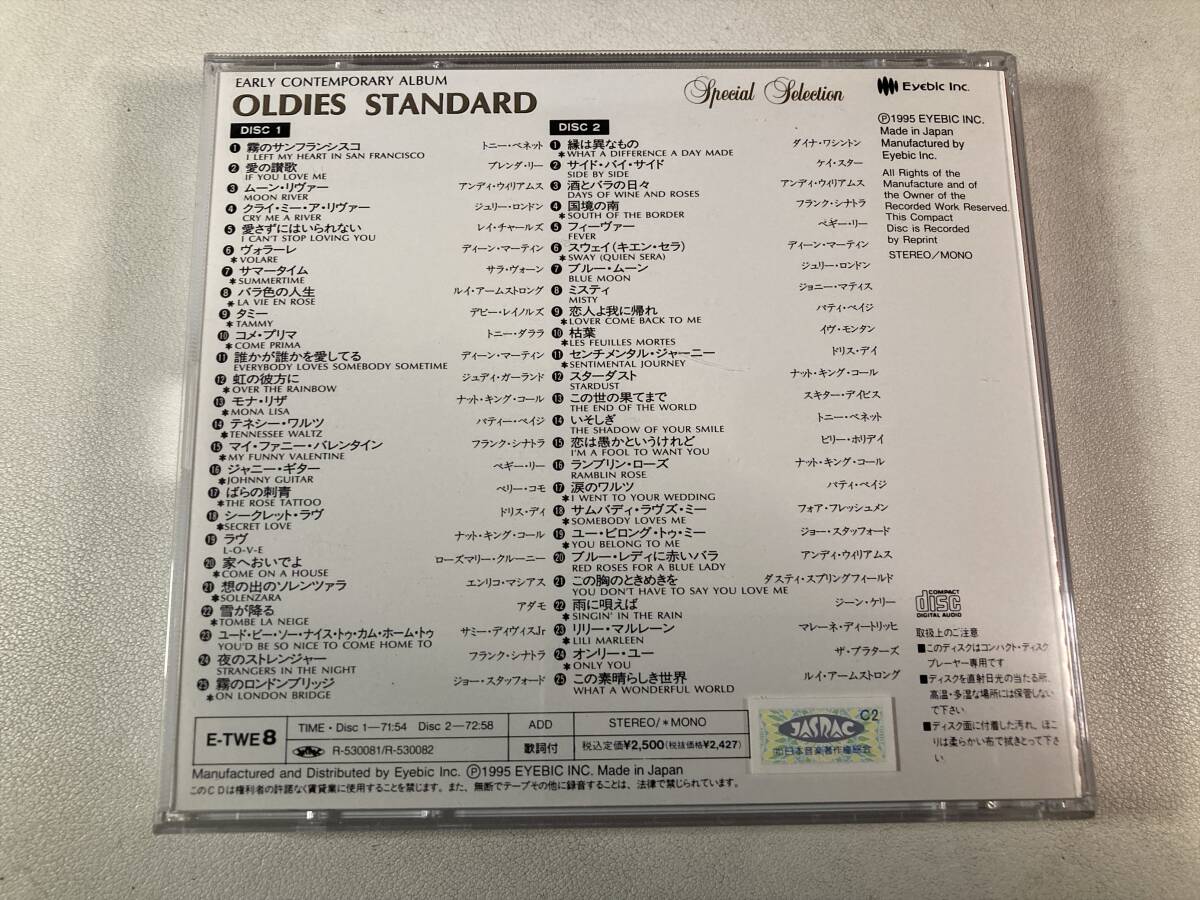 EARLY CONTEMPORARY ALBUM
OLDIES STANDARD
Special Selection
Eyebic Inc.
DISC 1
1 霧のサンフランシスコ トニー・ベネット
I LEFT MY HEART IN SAN FRANCISCO
2 愛の讃歌 ブレンダ・リー
IF YOU LOVE ME
3 ムーン・リヴァー アンディ・ウィリアムス
MOON RIVER
4 クライ・ミー・ア・リヴァー ジュリー・ロンドン
CRY ME A RIVER
5 愛さずにはいられない レイ・チャールズ
I CAN'T STOP LOVING YOU
6 ヴォラーレ ディーン・マーティン
*VOLARE
7 サマータイム サラ・ヴォーン
*SUMMERTIME
8 バラ色の人生 ルイ・アームストロング
*LA VIE EN ROSE
9 タミー デビー・レイノルズ
*TAMMY
10 コメ・プリマ トニー・ダララ
*COME PRIMA
11 誰かが誰かを愛してる ディーン・マーティン
EVERYBODY LOVES SOMEBODY SOMETIME
12 虹の彼方に ジュディ・ガーランド
*OVER THE RAINBOW
13 モナ・リザ ナット・キング・コール
*MONA LISA
14 テネシー・ワルツ パティー・ペイジ
*TENNESSEE WALTZ
15 マイ・ファニー・バレンタイン フランク・シナトラ
*MY FUNNY VALENTINE
16 ジャニー・ギター ペギー・リー
*JOHNNY GUITAR
17 ばらの刺青 ペリー・コモ
*THE ROSE TATTOO
18 シークレット・ラヴ ドリス・デイ
*SECRET LOVE
19 ラヴ ナット・キング・コール
L-O-V-E
20 家へおいでよ ローズマリー・クルーニー
*COME ON A HOUSE
21 想の出のソレンツァラ エンリコ・マシアス
*SOLENZARA
22 雪が降る アダモ
*TOMBE LA NEIGE
23 ユード・ビー・ソー・ナイス・トゥ・カム・ホーム・トゥ サミー・デイヴィスJr
YOU'D BE SO NICE TO COME HOME TO
24 夜のストレンジャー フランク・シナトラ
STRANGERS IN THE NIGHT
25 霧のロンドンブリッジ ジョー・スタッフォード
*ON LONDON BRIDGE
DISC 2
1 縁は異なもの ダイナ・ワシントン
*WHAT A DIFFERENCE A DAY MADE
2 サイド・バイ・サイド ケイ・スター
SIDE BY SIDE
3 酒とバラの日々 アンディ・ウィリアムス
DAYS OF WINE AND ROSES
4 国境の南 フランク・シナトラ
*SOUTH OF THE BORDER
5 フィーヴァー ペギー・リー
FEVER
6 スウェイ(キエン・セラ) ディーン・マーティン
*SWAY (QUIEN SERA)
7 ブルー・ムーン ジュリー・ロンドン
BLUE MOON
8 ミスティ ジョニー・マティス
MISTY
9 恋人よ我に帰れ パティ・ペイジ
*LOVER COME BACK TO ME
10 枯葉 イヴ・モンタン
*LES FEUILLES MORTES
11 センチメンタル・ジャーニー ドリス・デイ
*SENTIMENTAL JOURNEY
12 スターダスト ナット・キング・コール
STARDUST
13 この世の果てまで スキター・デイビス
THE END OF THE WORLD
14 いそしぎ トニー・ベネット
THE SHADOW OF YOUR SMILE
15 恋は愚かというけれど ビリー・ホリデイ
I'M A FOOL TO WANT YOU
16 ランブリン・ローズ ナット・キング・コール
RAMBLIN ROSE
17 涙のワルツ パティ・ペイジ
*I WENT TO YOUR WEDDING
18 サムバディ・ラヴズ・ミー フォア・フレッシュメン
*SOMEBODY LOVES ME
19 ユー・ビロング・トゥ・ミー ジョー・スタッフォード
*YOU BELONG TO ME
20 ブルー・レディに赤いバラ アンディ・ウィリアムス
RED ROSES FOR A BLUE LADY
21 この胸のときめきを ダスティ・スプリングフィールド
YOU DON'T HAVE TO SAY YOU LOVE ME
22 雨に唄えば ジーン・ケリー
*SINGIN' IN THE RAIN
23 リリー・マルレーン マレーネ・ディートリッヒ
*LILI MARLEEN
24 オンリー・ユー ザ・プラターズ
*ONLY YOU
25 この素晴らしき世界 ルイ・アームストロング
WHAT A WONDERFUL WORLD
Ⓟ1995 EYEBIC INC.
Made in Japan
Manufactured by
Eyebic Inc.
All Rights of the
Manufacture and of
the Owner of the
Recorded Work Reserved.
This Compact
Disc is Recorded
by Reprint
STEREO/MONO
COMPACT
disc
DIGITAL AUDIO
取扱上のご注意
■このディスクはコンパクト・ディスク
プレーヤー専用です
■ディスクを直射日光の当たる所、
高温・多湿な場所には保管しない
で下さい
■ディスク面に付着した汚れ、ほこ
りは柔らかい布で拭きとって下さ
い.
E-TWE8
TIME・Disc 1—71:54 Disc 2—72:58
ADD
STEREO/*MONO
R-530081/R-530082
歌詞付
税込定価¥2,500(税抜価格¥2,427)
C2
JASRAC
㈳日本音楽著作権協会
Manufactured and Distributed by Eyebic Inc. Ⓟ1995 EYEBIC INC. Made in Japan
このCDは権利者の許諾なく賃貸業に使用することを禁じます。また、無断でテープその他に録音することは、法律で禁じられています。